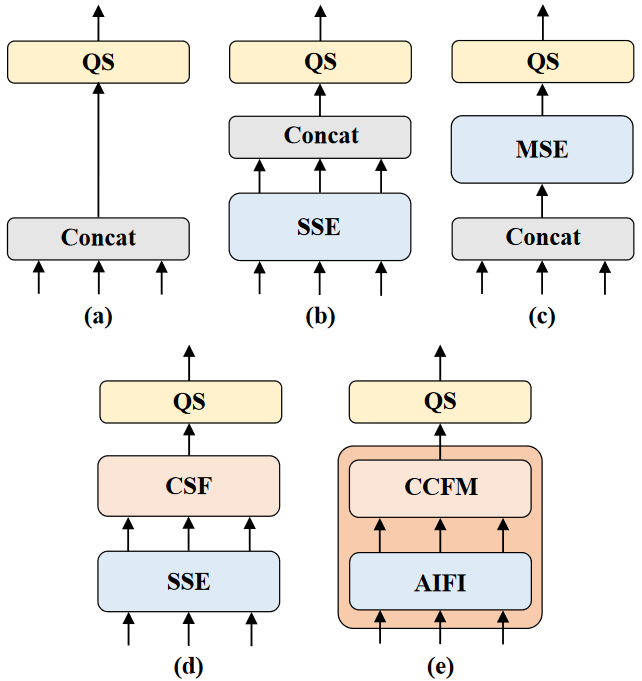 QS
QS
QS
Concat
MSE
Concat
SSE
Concat
(a)
(b)
(c)
QS
QS
CSF
CCFM
SSE
AIFI
(d)
(e)